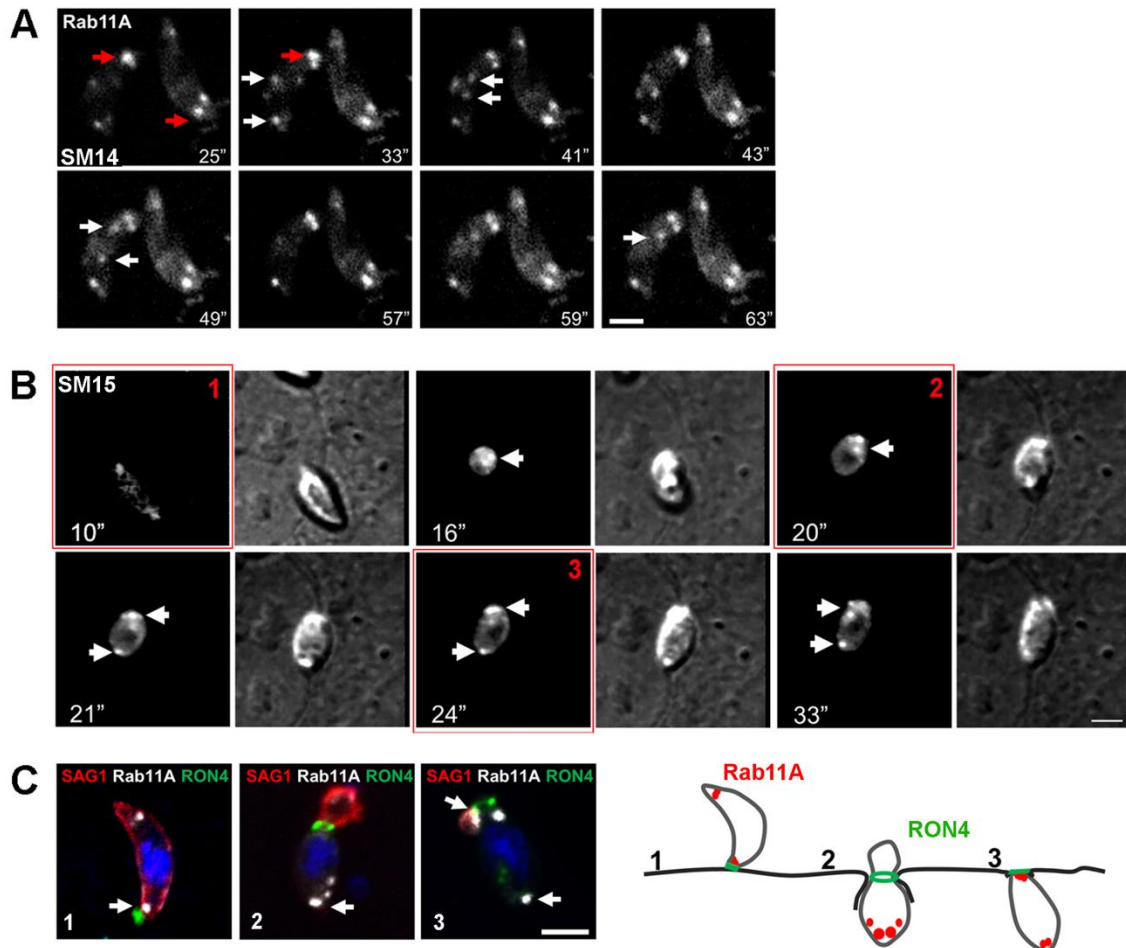 A
Rab11A
25”
33”
41”
43”
SM14
49”
57”
59”
63”
B
SM15
1
10”
16”
2
20”
21”
3
24”
33”
C
SAG1 Rab11A RON4
1
SAG1 Rab11A RON4
2
SAG1 Rab11A RON4
3
Rab11A
RON4
1
2
3